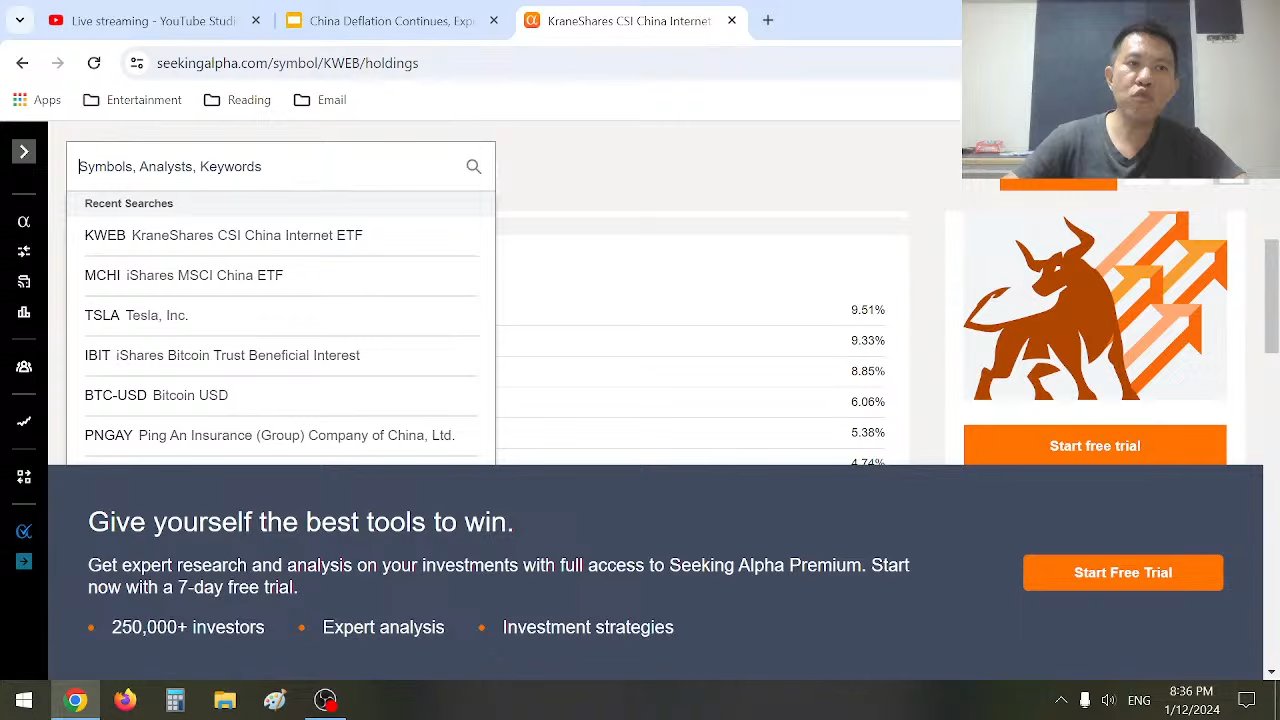 YouTube Studi
China Deflation Continues, Exp
KraneShares CSI China Internet
seekingalpha.com/symbol/KWEB/holdings
Apps
Entertainment
Reading
Email
Symbols, Analysts, Keywords
Recent Searches
KWEB KraneShares CSI China Internet ETF
MCHI iShares MSCI China ETF
TSLA Tesla, Inc.
IBIT iShares Bitcoin Trust Beneficial Interest
BTC-USD Bitcoin USD
PNGAY Ping An Insurance (Group) Company of China, Ltd.
9.51%
9.33%
8.85%
6.06%
5.38%
4.74%
Start free trial
Give yourself the best tools to win.
Get expert research and analysis on your investments with full access to Seeking Alpha Premium. Start
now with a 7-day free trial.
250,000+ investors
Expert analysis
Investment strategies
Start Free Trial
ENG
8:36 PM
1/12/2024